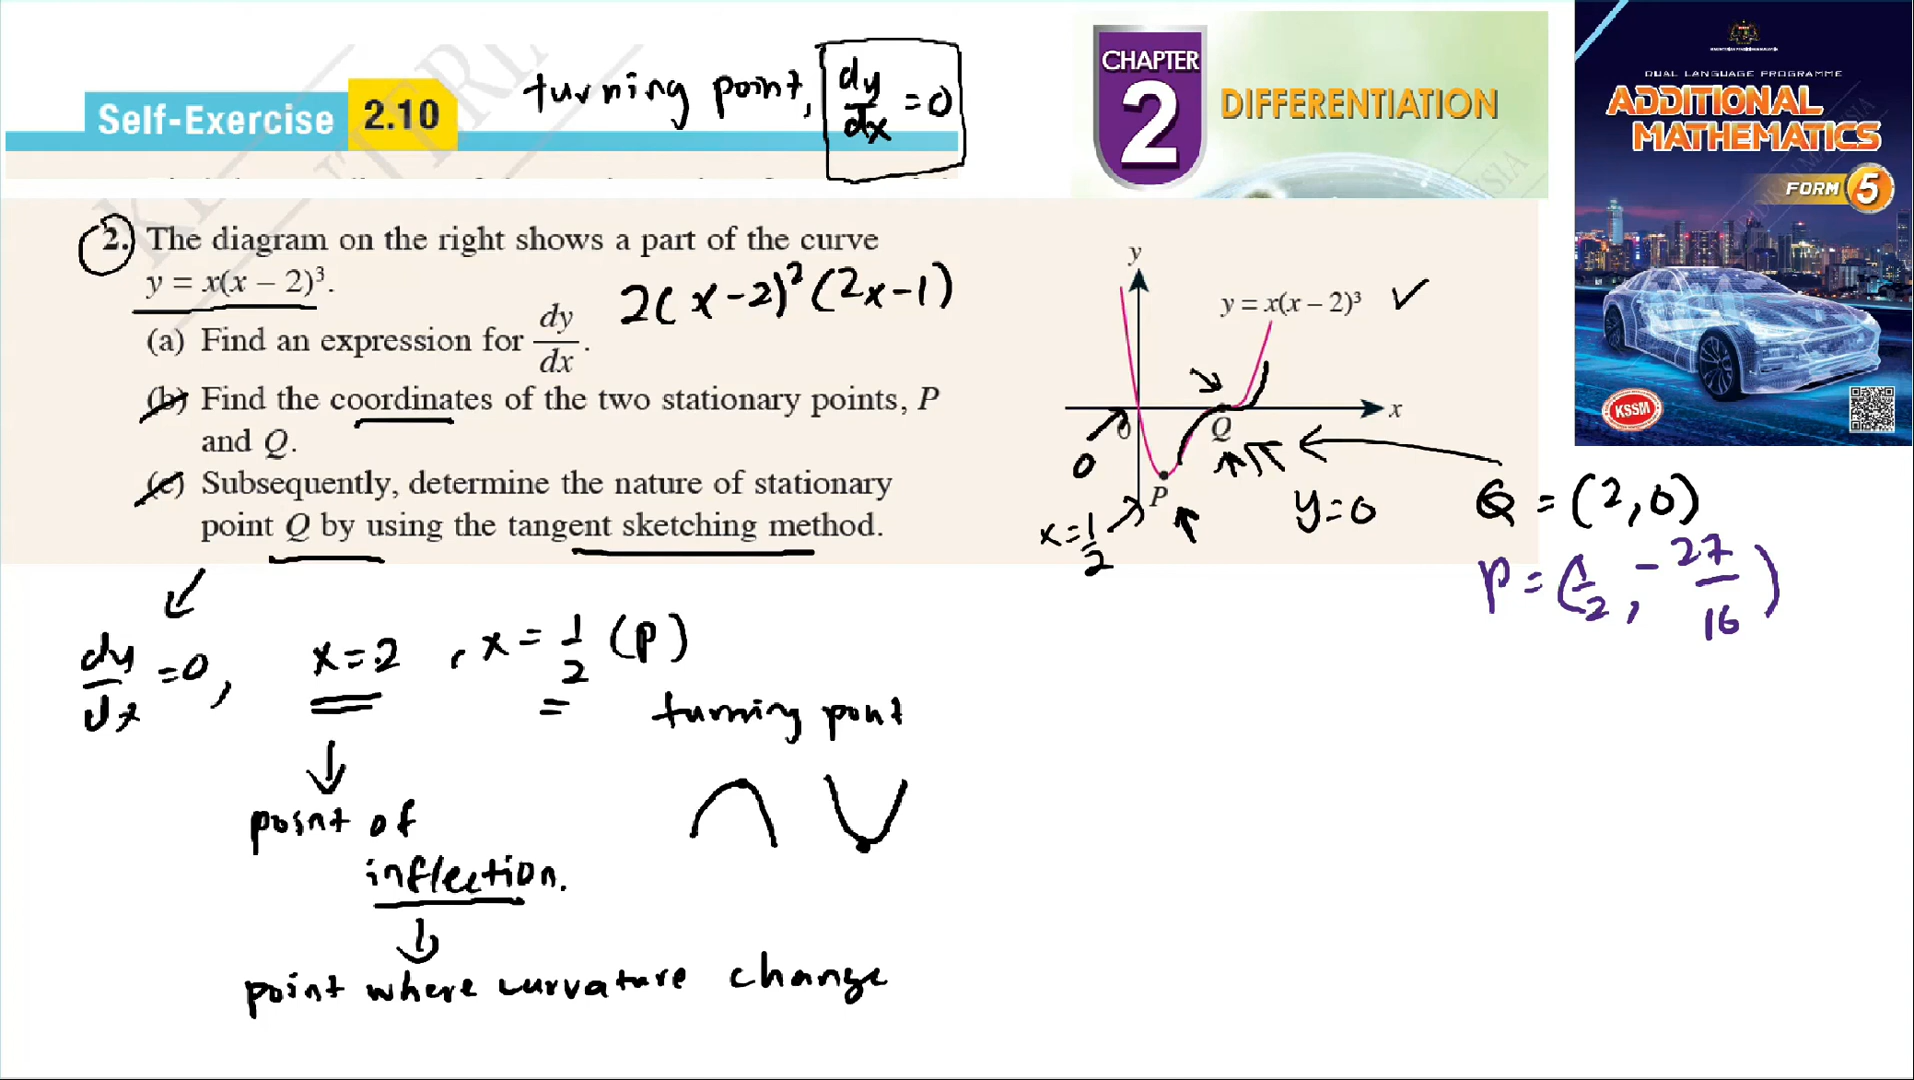 turning point, dy/dx = 0
Self-Exercise 2.10
CHAPTER
2
DIFFERENTIATION
DUAL LANGUAGE PROGRAMME
ADDITIONAL
MATHEMATICS
FORM 5
KSSM
2. The diagram on the right shows a part of the curve
y = x(x – 2)³.
2(x-2)²(2x-1)
(a) Find an expression for dy/dx.
(b) Find the coordinates of the two stationary points, P
and Q.
(c) Subsequently, determine the nature of stationary
point Q by using the tangent sketching method.
y
y = x(x – 2)³
x
O
Q
P
0
x=1/2
y=0
Q = (2,0)
P = (1/2, -27/16)
dy/dx =0, x=2, x=1/2 (P)
turning pont
point of
inflection.
point where curvature change